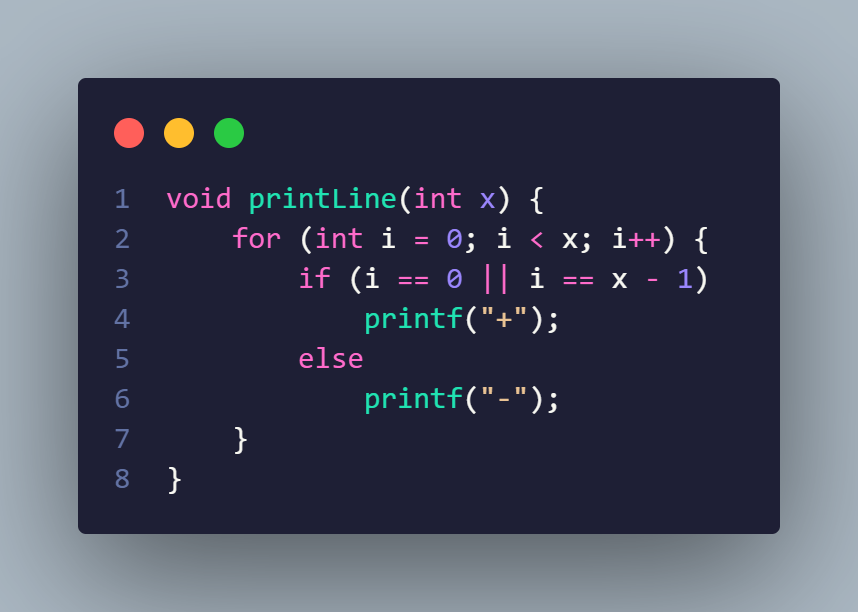 1 void printLine(int x) {
2     for (int i = 0; i < x; i++) {
3         if (i == 0 || i == x - 1)
4             printf("+");
5         else
6             printf("-");
7     }
8 }